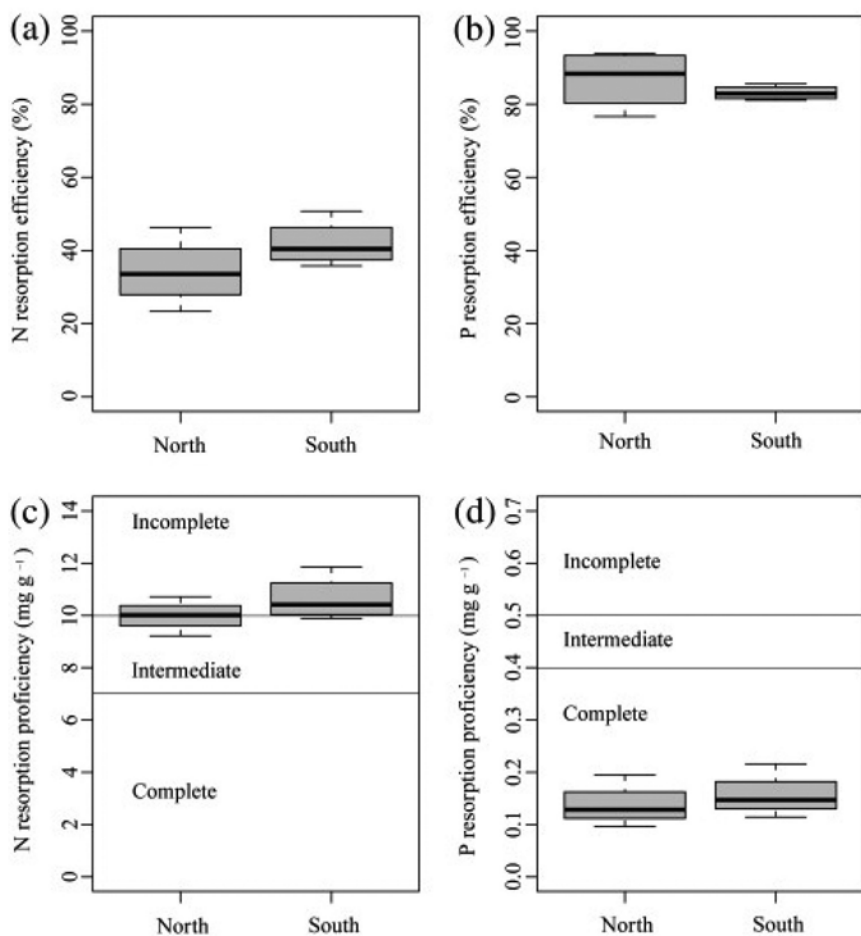 (a)
N resorption efficiency (%)
100
80
60
40
20
0
North South
(b)
P resorption efficiency (%)
100
80
60
40
20
0
North South
(c)
N resorption proficiency (mg g⁻¹)
14
12
10
8
6
4
2
0
Incomplete
Intermediate
Complete
North South
(d)
P resorption proficiency (mg g⁻¹)
0.7
0.6
0.5
0.4
0.3
0.2
0.1
0.0
Incomplete
Intermediate
Complete
North South